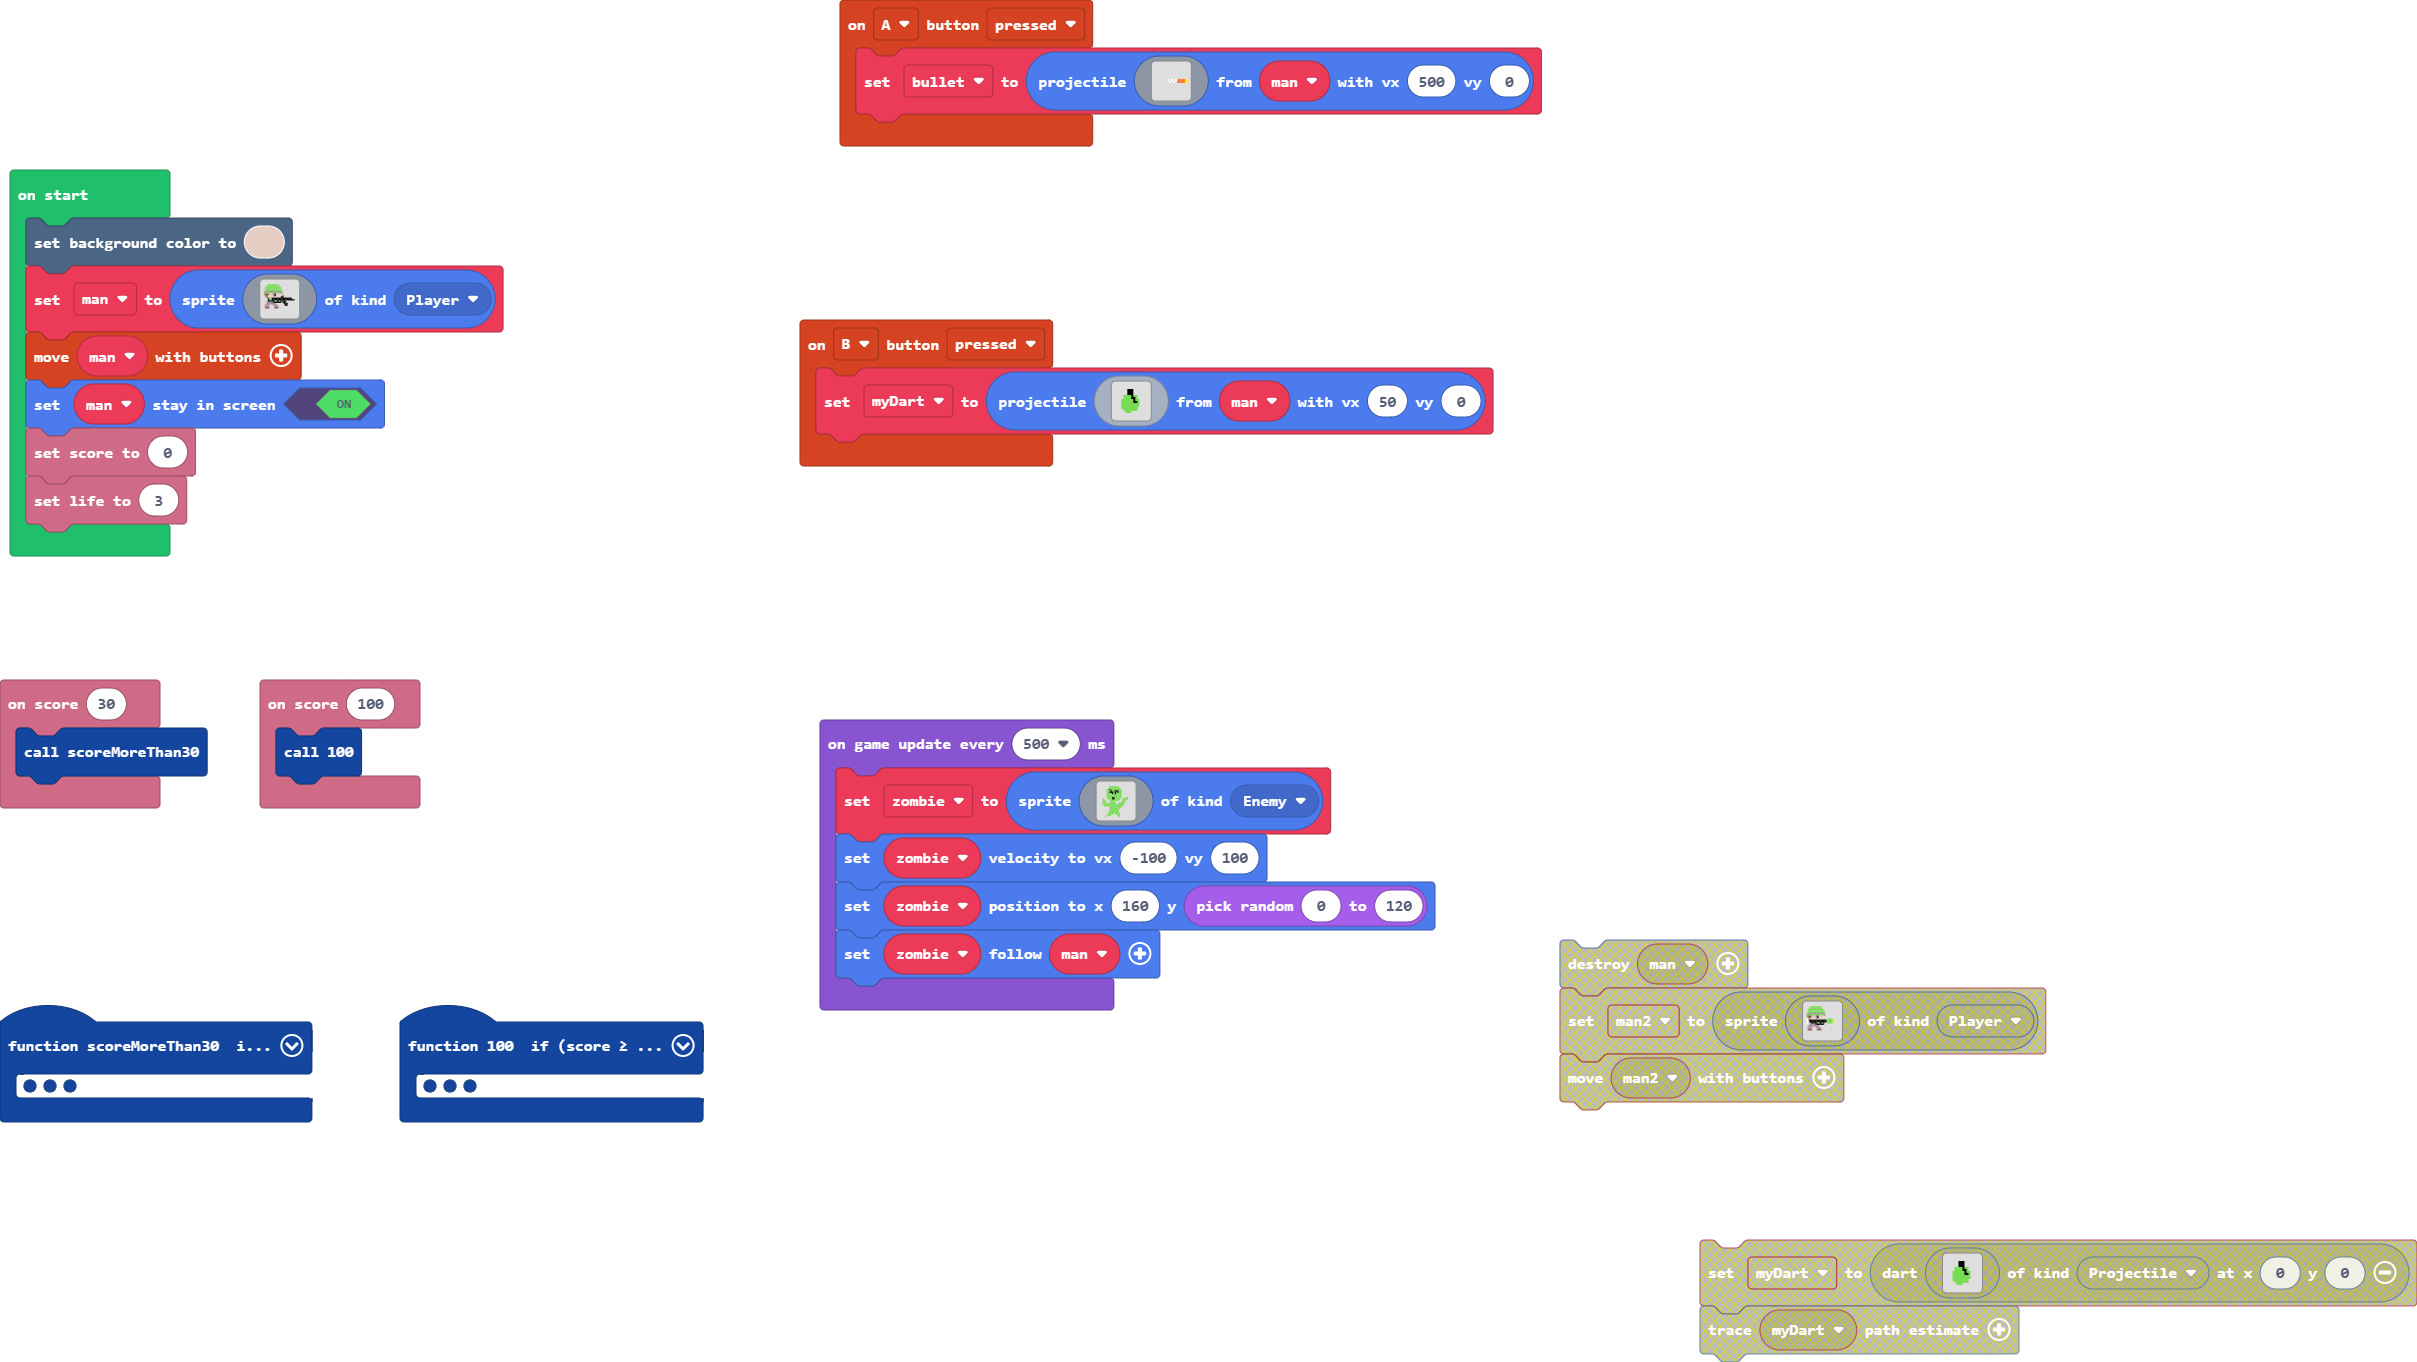 on A button pressed
set bullet to projectile from man with vx 500 vy 0
on start
set background color to
set man to sprite of kind Player
move man with buttons
set man stay in screen ON
set score to 0
set life to 3
on B button pressed
set myDart to projectile from man with vx 50 vy 0
on score 30
call scoreMoreThan30
on score 100
call 100
on game update every 500 ms
set zombie to sprite of kind Enemy
set zombie velocity to vx -100 vy 100
set zombie position to x 160 y pick random 0 to 120
set zombie follow man
function scoreMoreThan30 i...
function 100 if (score ≥ ...
destroy man
set man2 to sprite of kind Player
move man2 with buttons
set myDart to dart of kind Projectile at x 0 y 0
trace myDart path estimate